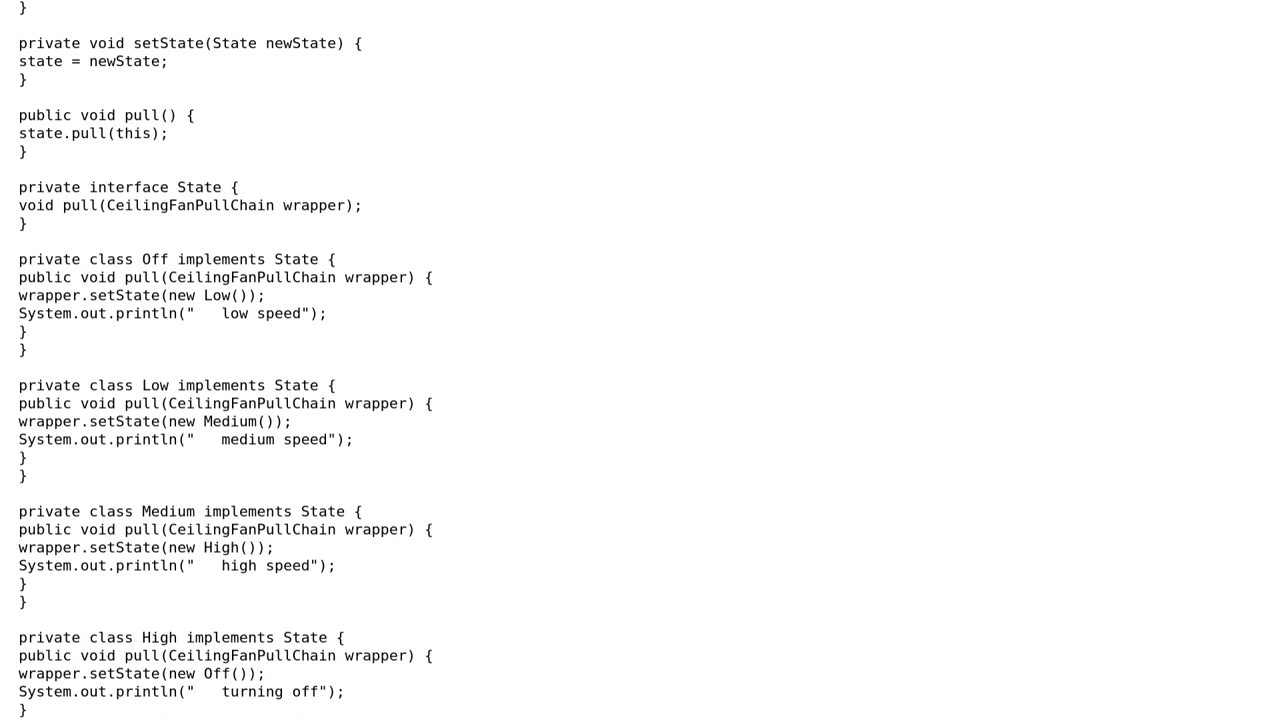 }
private void setState(State newState) {
state = newState;
}
public void pull() {
state.pull(this);
}
private interface State {
void pull(CeilingFanPullChain wrapper);
}
private class Off implements State {
public void pull(CeilingFanPullChain wrapper) {
wrapper.setState(new Low());
System.out.println("   low speed");
}
}
private class Low implements State {
public void pull(CeilingFanPullChain wrapper) {
wrapper.setState(new Medium());
System.out.println("   medium speed");
}
}
private class Medium implements State {
public void pull(CeilingFanPullChain wrapper) {
wrapper.setState(new High());
System.out.println("   high speed");
}
}
private class High implements State {
public void pull(CeilingFanPullChain wrapper) {
wrapper.setState(new Off());
System.out.println("   turning off");
}